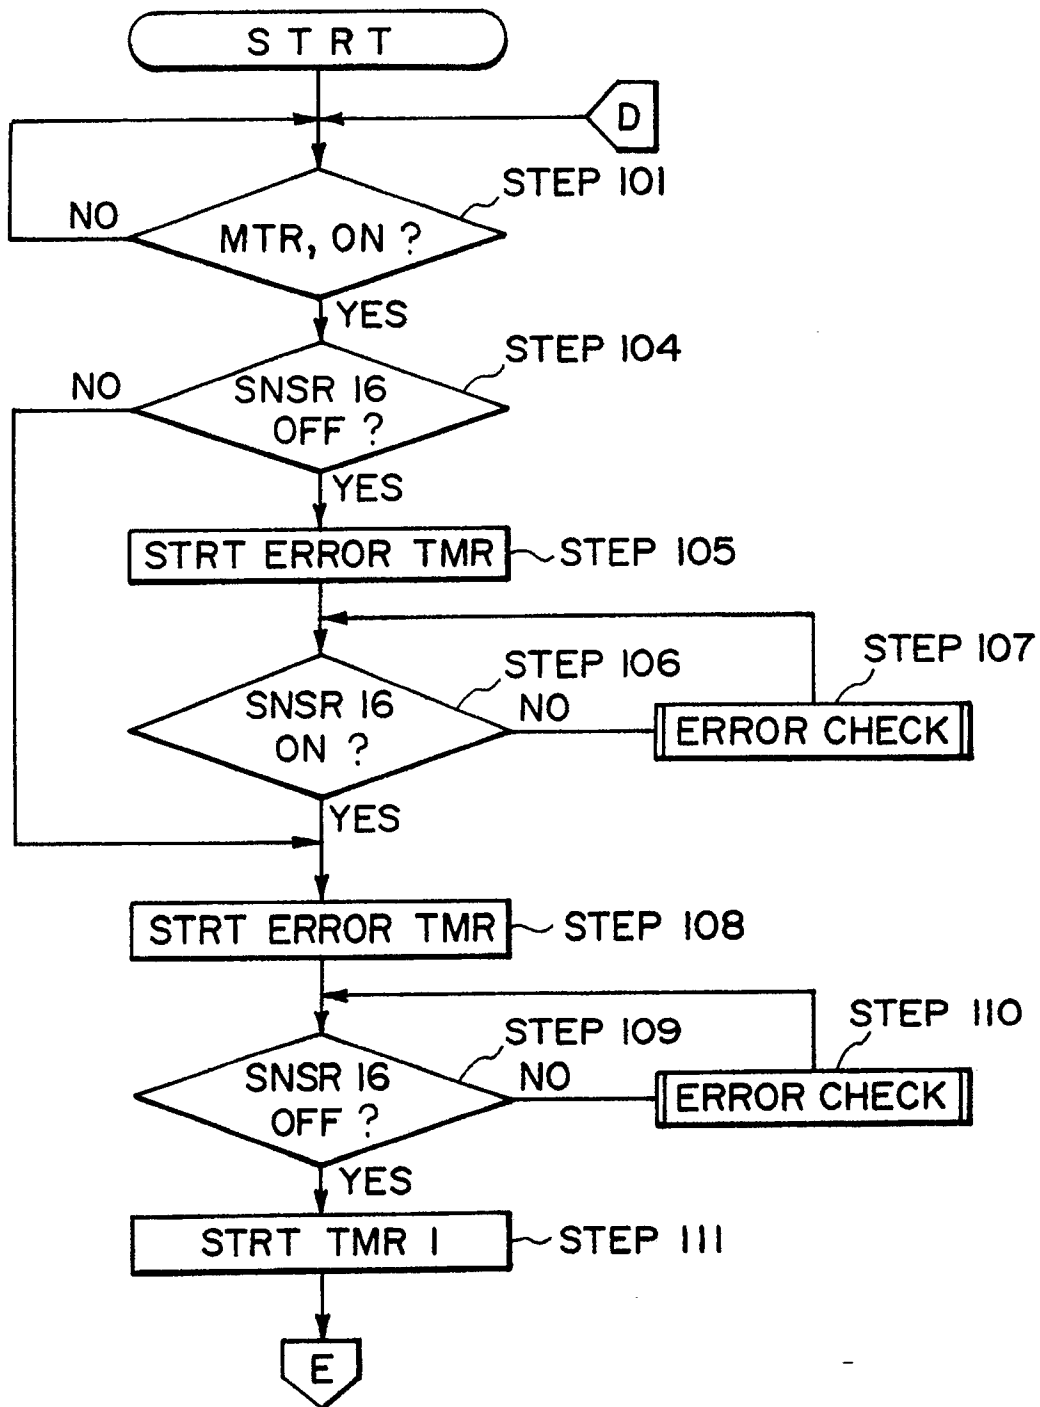 STRT
D
STEP 101
NO
MTR, ON ?
YES
STEP 104
NO
SNSR 16
OFF ?
YES
STRT ERROR TMR
STEP 105
STEP 106
STEP 107
SNSR 16
ON ?
NO
ERROR CHECK
YES
STRT ERROR TMR
STEP 108
STEP 109
STEP 110
SNSR 16
OFF ?
NO
ERROR CHECK
YES
STRT TMR 1
STEP 111
E